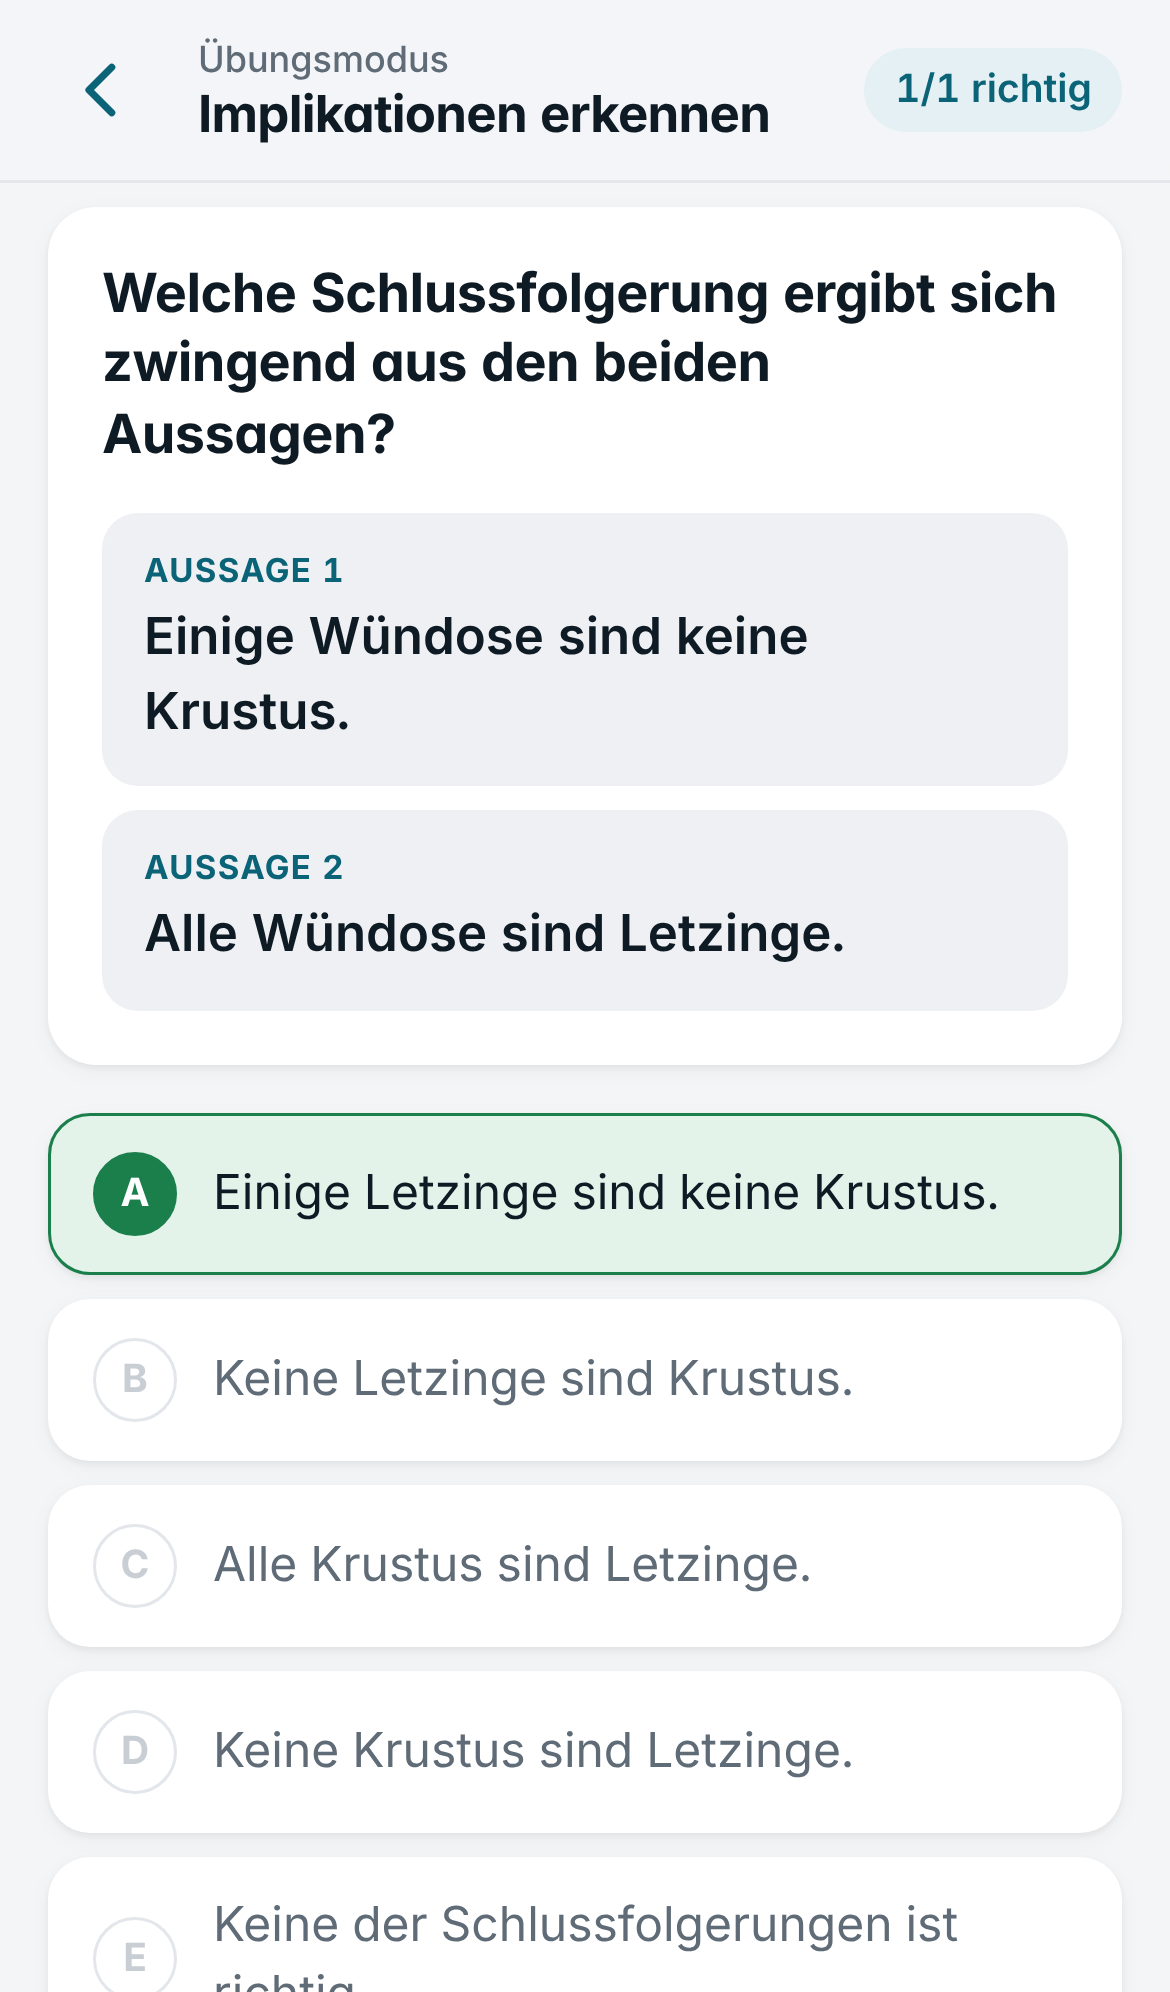 Übungsmodus
Implikationen erkennen
1/1 richtig
Welche Schlussfolgerung ergibt sich
zwingend aus den beiden
Aussagen?
AUSSAGE 1
Einige Wündose sind keine
Krustus.
AUSSAGE 2
Alle Wündose sind Letzinge.
A Einige Letzinge sind keine Krustus.
B Keine Letzinge sind Krustus.
C Alle Krustus sind Letzinge.
D Keine Krustus sind Letzinge.
E Keine der Schlussfolgerungen ist
richtig